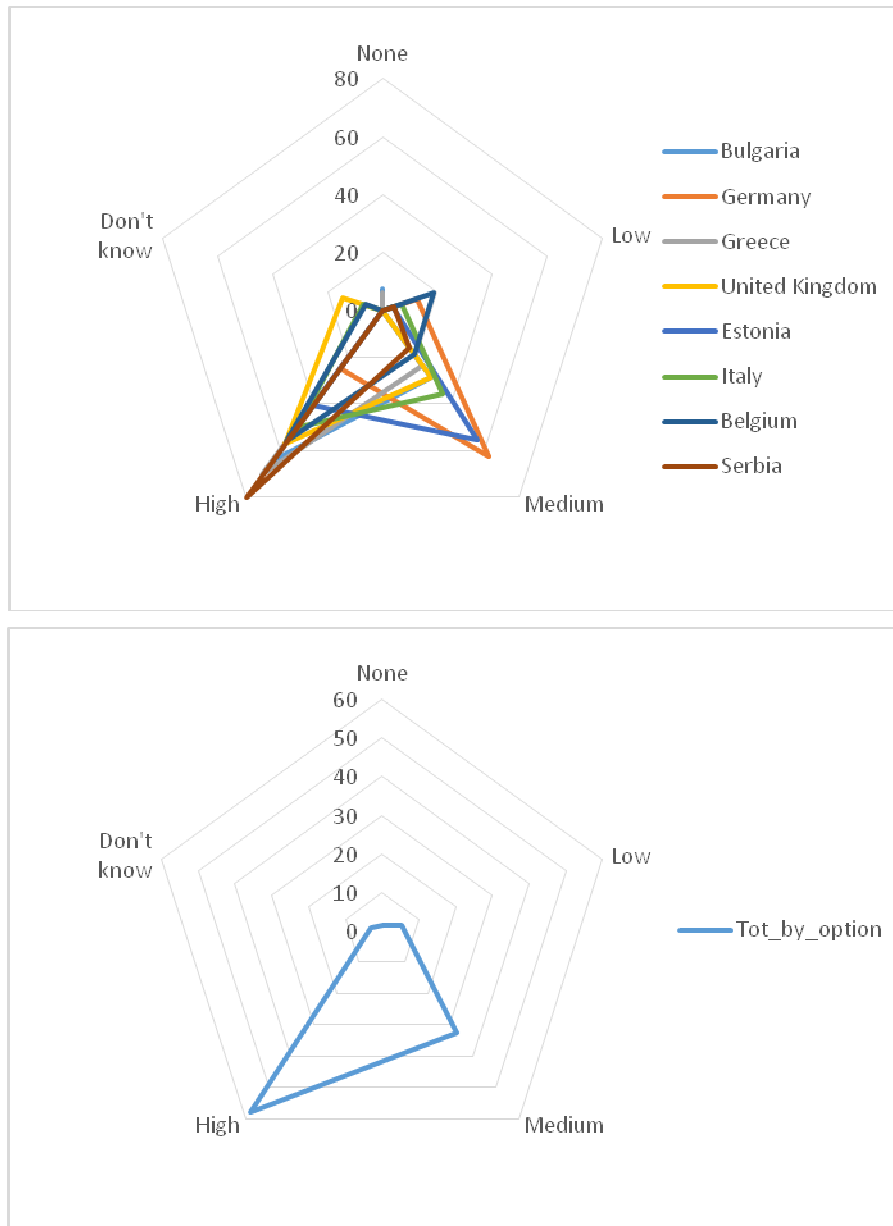 None
80
60
40
20
0
Don't
know
Low
High
Medium
Bulgaria
Germany
Greece
United Kingdom
Estonia
Italy
Belgium
Serbia
None
60
50
40
30
20
10
0
Don't
know
Low
High
Medium
Tot_by_option